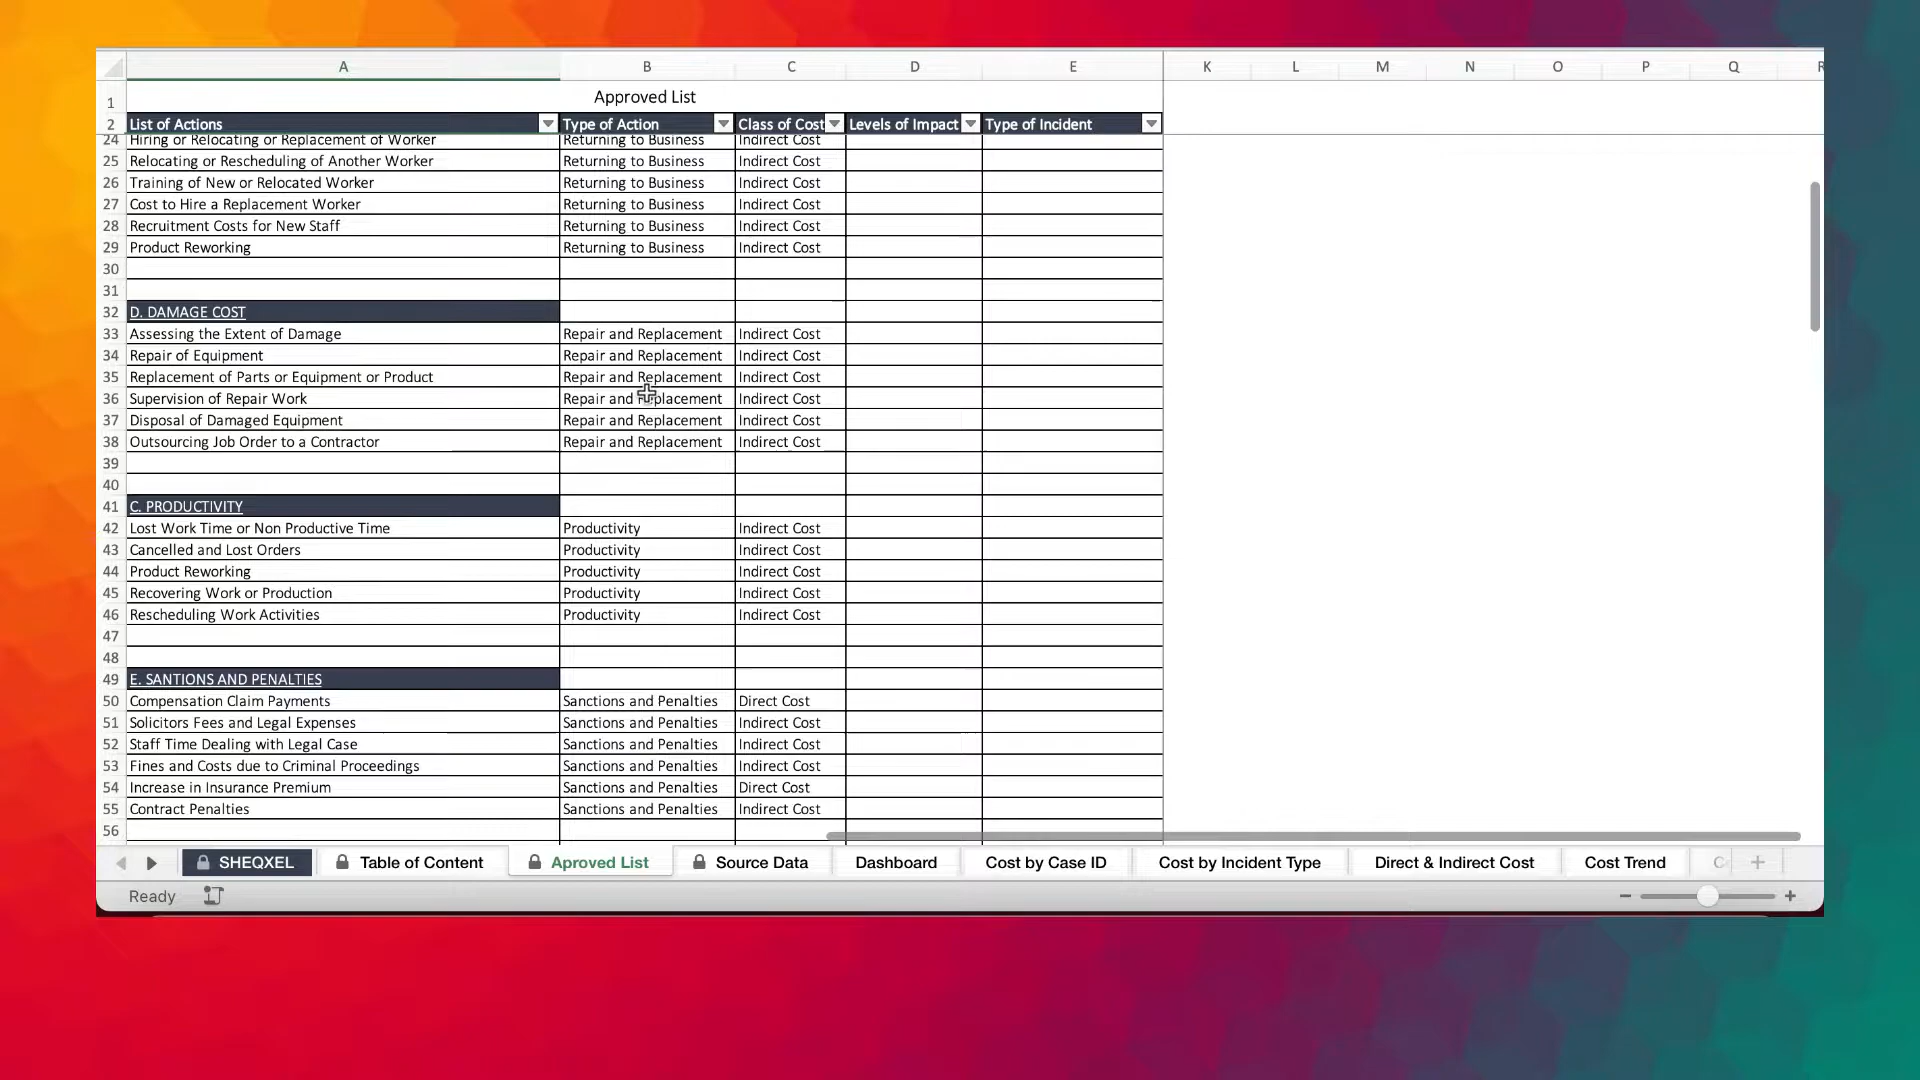 A B C D E K L M N O P Q R
1 Approved List
2 List of Actions Type of Action Class of Cost Levels of Impact Type of Incident
24 Hiring or Relocating or Replacement of Worker Returning to Business Indirect Cost
25 Relocating or Rescheduling of Another Worker Returning to Business Indirect Cost
26 Training of New or Relocated Worker Returning to Business Indirect Cost
27 Cost to Hire a Replacement Worker Returning to Business Indirect Cost
28 Recruitment Costs for New Staff Returning to Business Indirect Cost
29 Product Reworking Returning to Business Indirect Cost
30
31
32 D. DAMAGE COST
33 Assessing the Extent of Damage Repair and Replacement Indirect Cost
34 Repair of Equipment Repair and Replacement Indirect Cost
35 Replacement of Parts or Equipment or Product Repair and Replacement Indirect Cost
36 Supervision of Repair Work Repair and Replacement Indirect Cost
37 Disposal of Damaged Equipment Repair and Replacement Indirect Cost
38 Outsourcing Job Order to a Contractor Repair and Replacement Indirect Cost
39
40
41 C. PRODUCTIVITY
42 Lost Work Time or Non Productive Time Productivity Indirect Cost
43 Cancelled and Lost Orders Productivity Indirect Cost
44 Product Reworking Productivity Indirect Cost
45 Recovering Work or Production Productivity Indirect Cost
46 Rescheduling Work Activities Productivity Indirect Cost
47
48
49 E. SANTIONS AND PENALTIES
50 Compensation Claim Payments Sanctions and Penalties Direct Cost
51 Solicitors Fees and Legal Expenses Sanctions and Penalties Indirect Cost
52 Staff Time Dealing with Legal Case Sanctions and Penalties Indirect Cost
53 Fines and Costs due to Criminal Proceedings Sanctions and Penalties Indirect Cost
54 Increase in Insurance Premium Sanctions and Penalties Direct Cost
55 Contract Penalties Sanctions and Penalties Indirect Cost
56
SHEQXEL Table of Content Aproved List Source Data Dashboard Cost by Case ID Cost by Incident Type Direct & Indirect Cost Cost Trend
Ready